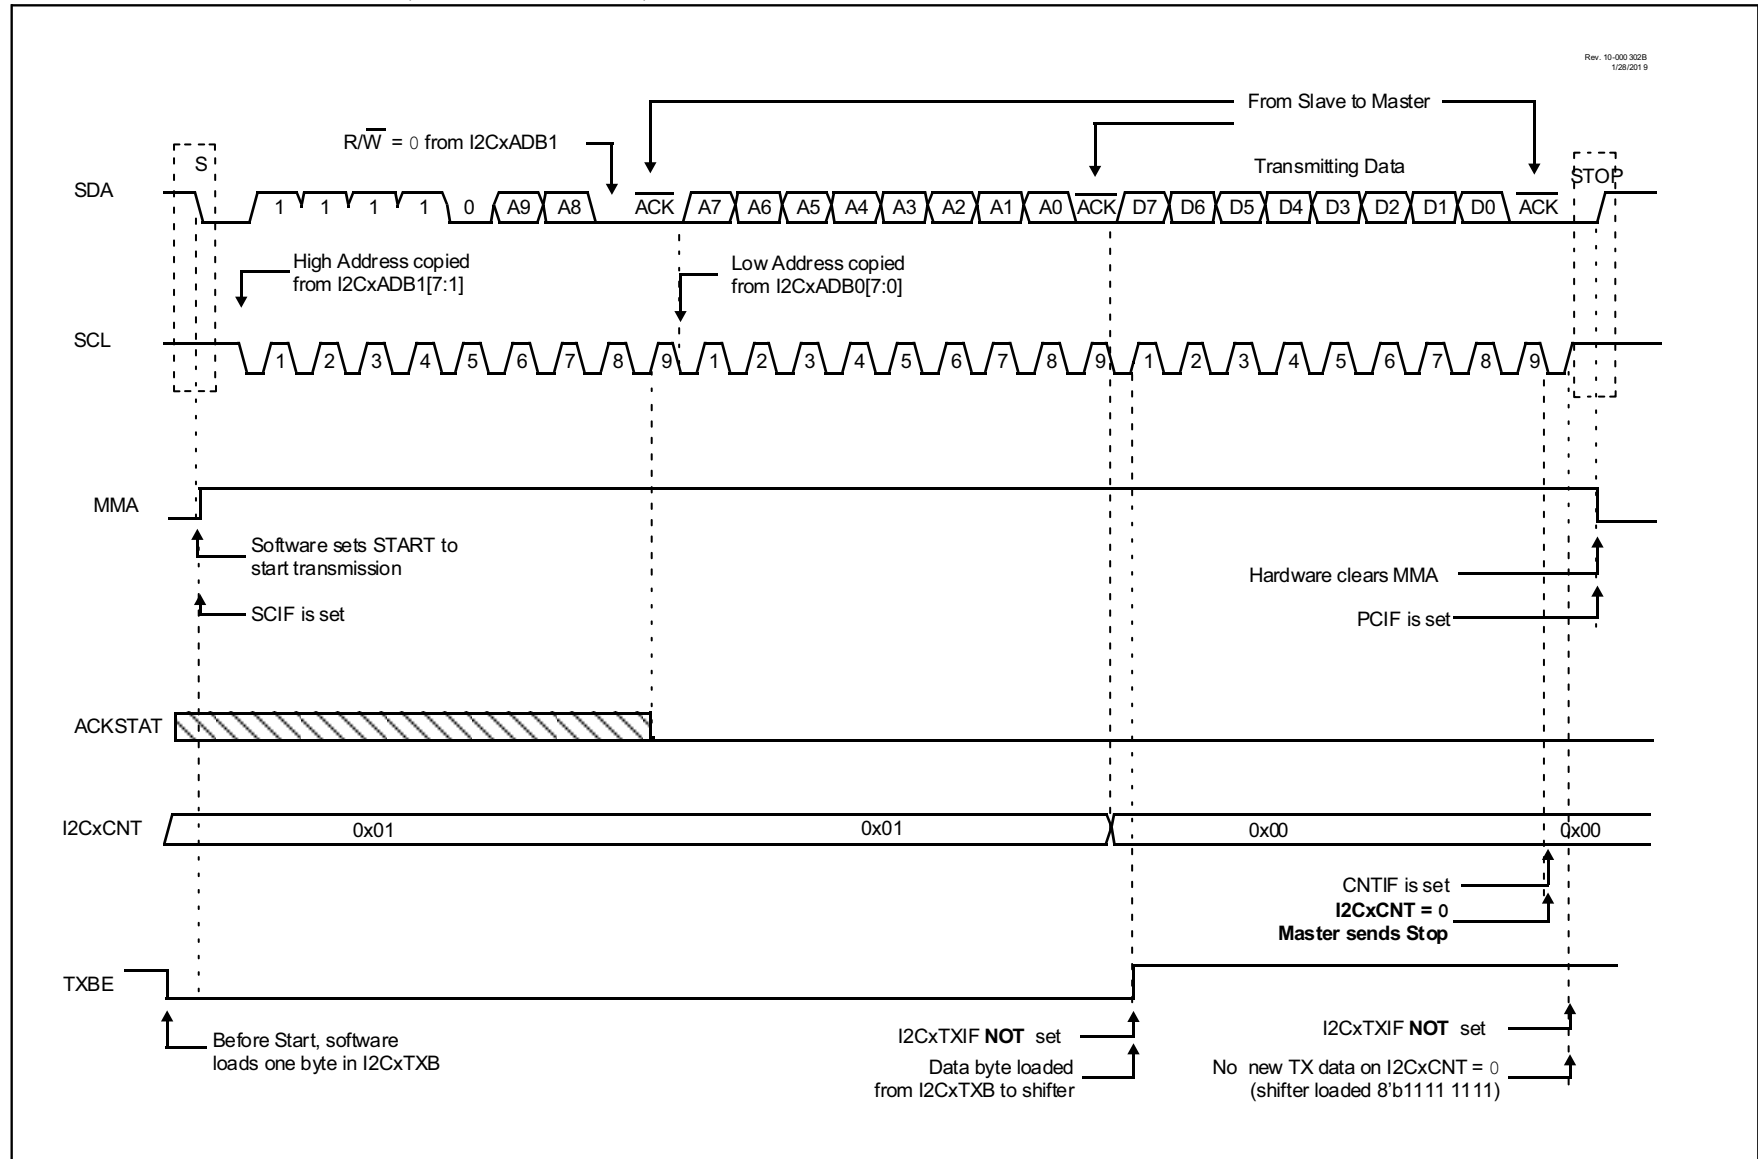 Rev. 10-000302B
1/28/2019
From Slave to Master
R/W = 0 from I2CxADB1
S
Transmitting Data
STOP
SDA
1 1 1 1 0 A9 A8 ACK A7 A6 A5 A4 A3 A2 A1 A0 ACK D7 D6 D5 D4 D3 D2 D1 D0 ACK
High Address copied
from I2CxADB1[7:1]
Low Address copied
from I2CxADB0[7:0]
SCL
1 2 3 4 5 6 7 8 9 1 2 3 4 5 6 7 8 9 1 2 3 4 5 6 7 8 9
MMA
Software sets START to
start transmission
SCIF is set
Hardware clears MMA
PCIF is set
ACKSTAT
I2CxCNT
0x01 0x01 0x00 0x00
CNTIF is set
I2CxCNT = 0
Master sends Stop
TXBE
Before Start, software
loads one byte in I2CxTXB
I2CxTXIF NOT set
Data byte loaded
from I2CxTXB to shifter
I2CxTXIF NOT set
No new TX data on I2CxCNT = 0
(shifter loaded 8'b1111 1111)